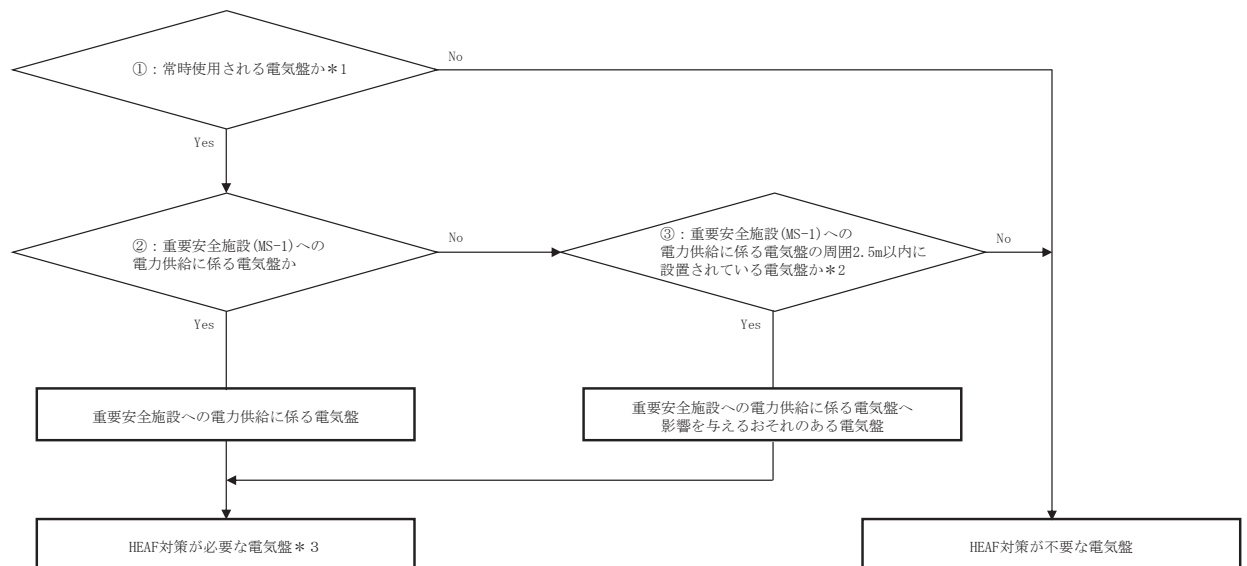 ①：常時使用される電気盤か＊1
No
Yes
②：重要安全施設(MS-1)への
電力供給に係る電気盤か
No
③：重要安全施設(MS-1)への
電力供給に係る電気盤の周囲2.5m以内に
設置されている電気盤か＊2
No
Yes
Yes
重要安全施設への電力供給に係る電気盤
重要安全施設への電力供給に係る電気盤へ
影響を与えるおそれのある電気盤
HEAF対策が必要な電気盤＊3
HEAF対策が不要な電気盤